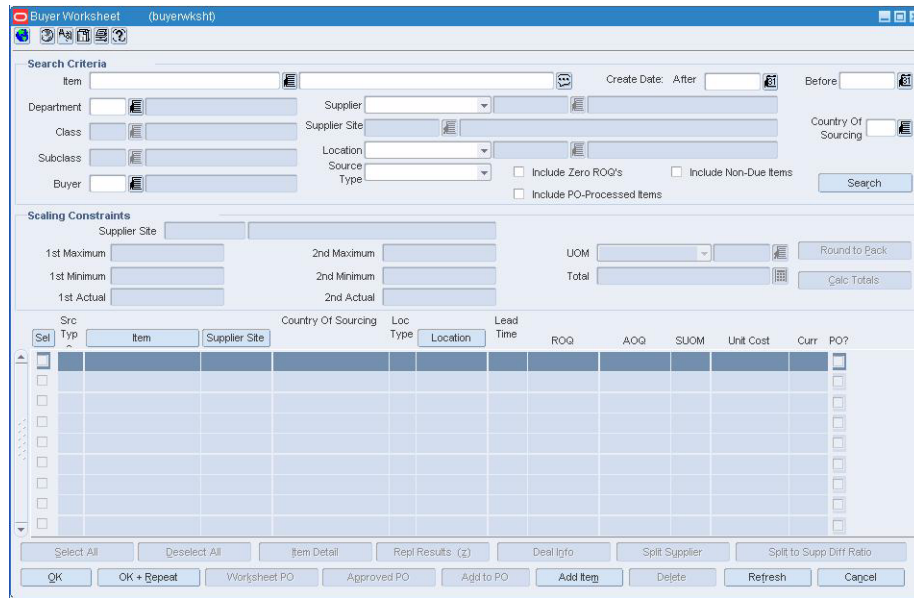 Buyer Worksheet (buyerwksht)
Search Criteria
Item Create Date: After Before
Department Supplier
Class Supplier Site Country Of Sourcing
Subclass Location
Buyer Source Type Include Zero ROQ's Include Non-Due Items Search
Include PO-Processed Items
Scaling Constraints
Supplier Site
1st Maximum 2nd Maximum UOM Round to Pack
1st Minimum 2nd Minimum Total Calc Totals
1st Actual 2nd Actual
Sel Src Typ Item Supplier Site Country Of Sourcing Loc Type Location Lead Time ROQ AOQ SUOM Unit Cost Curr PO?
Select All Deselect All Item Detail Repl Results (z) Deal Info Split Supplier Split to Supp Diff Ratio
OK OK + Repeat Worksheet PO Approved PO Add to PO Add Item Delete Refresh Cancel